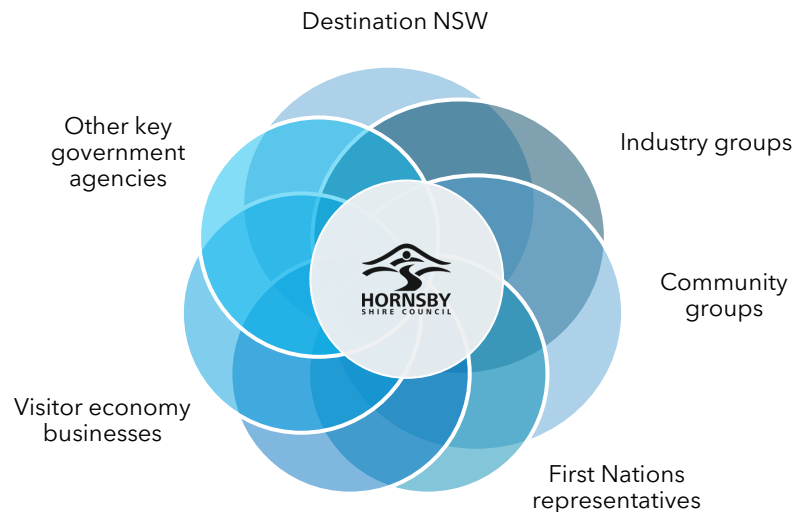 Destination NSW
Other key
government
agencies
Industry groups
HORNSBY
SHIRE COUNCIL
Community
groups
Visitor economy
businesses
First Nations
representatives